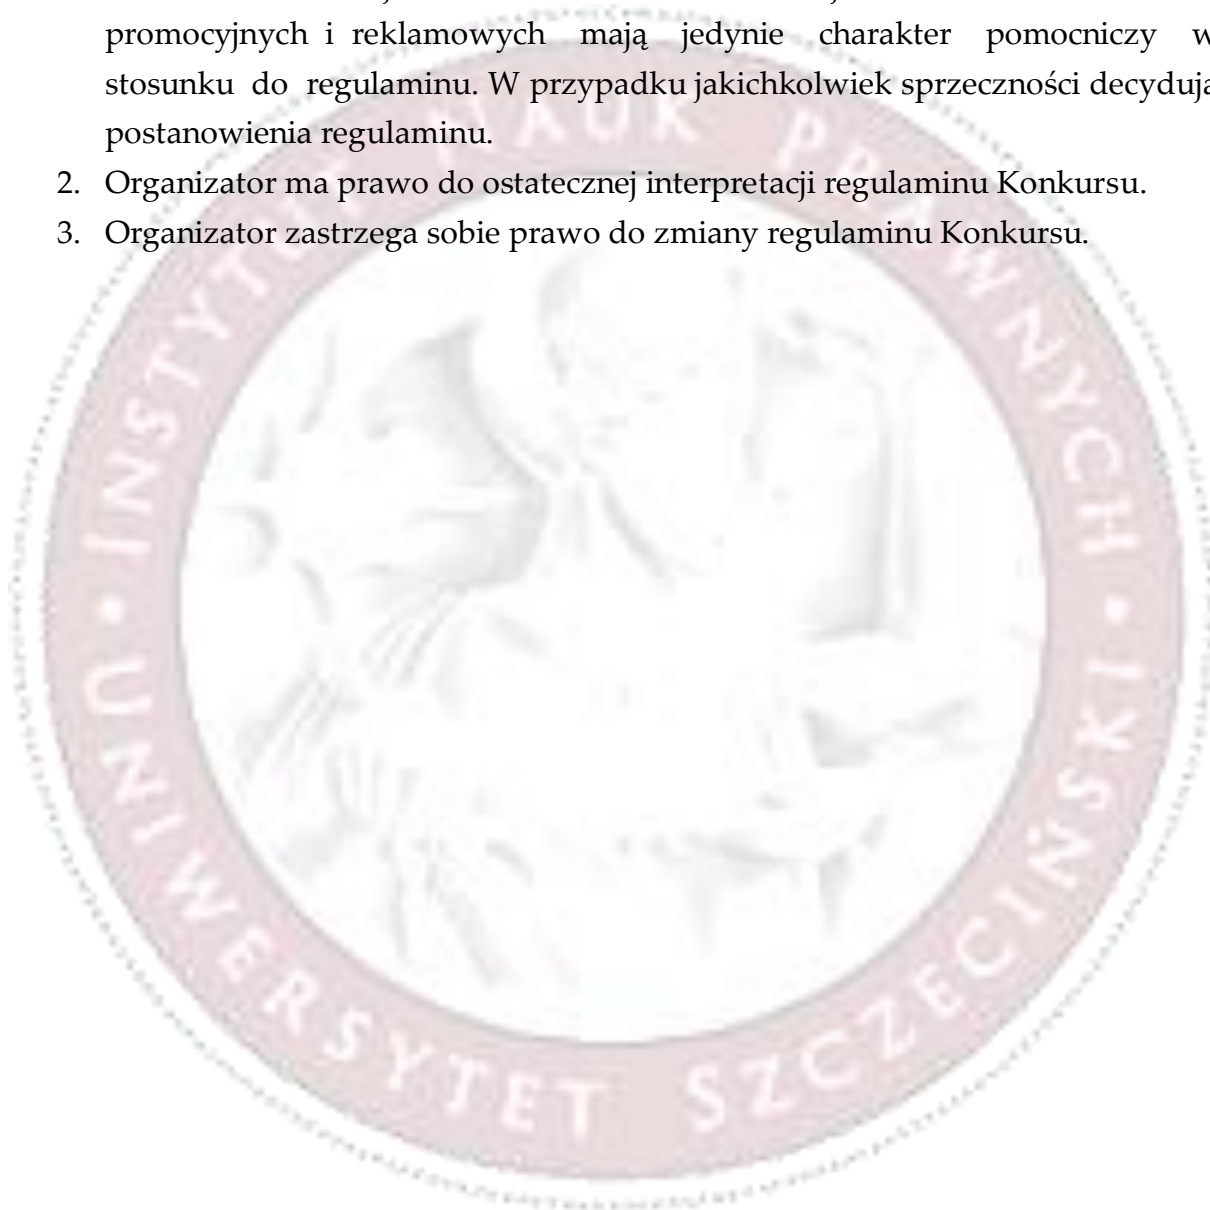 promocyjnych i reklamowych mają jedynie charakter pomocniczy w
stosunku do regulaminu. W przypadku jakichkolwiek sprzeczności decydują
postanowienia regulaminu.
2. Organizator ma prawo do ostatecznej interpretacji regulaminu Konkursu.
3. Organizator zastrzega sobie prawo do zmiany regulaminu Konkursu.
INSTYTUT NAUK PRAWNYCH
UNIWERSYTET SZCZECIŃSKI